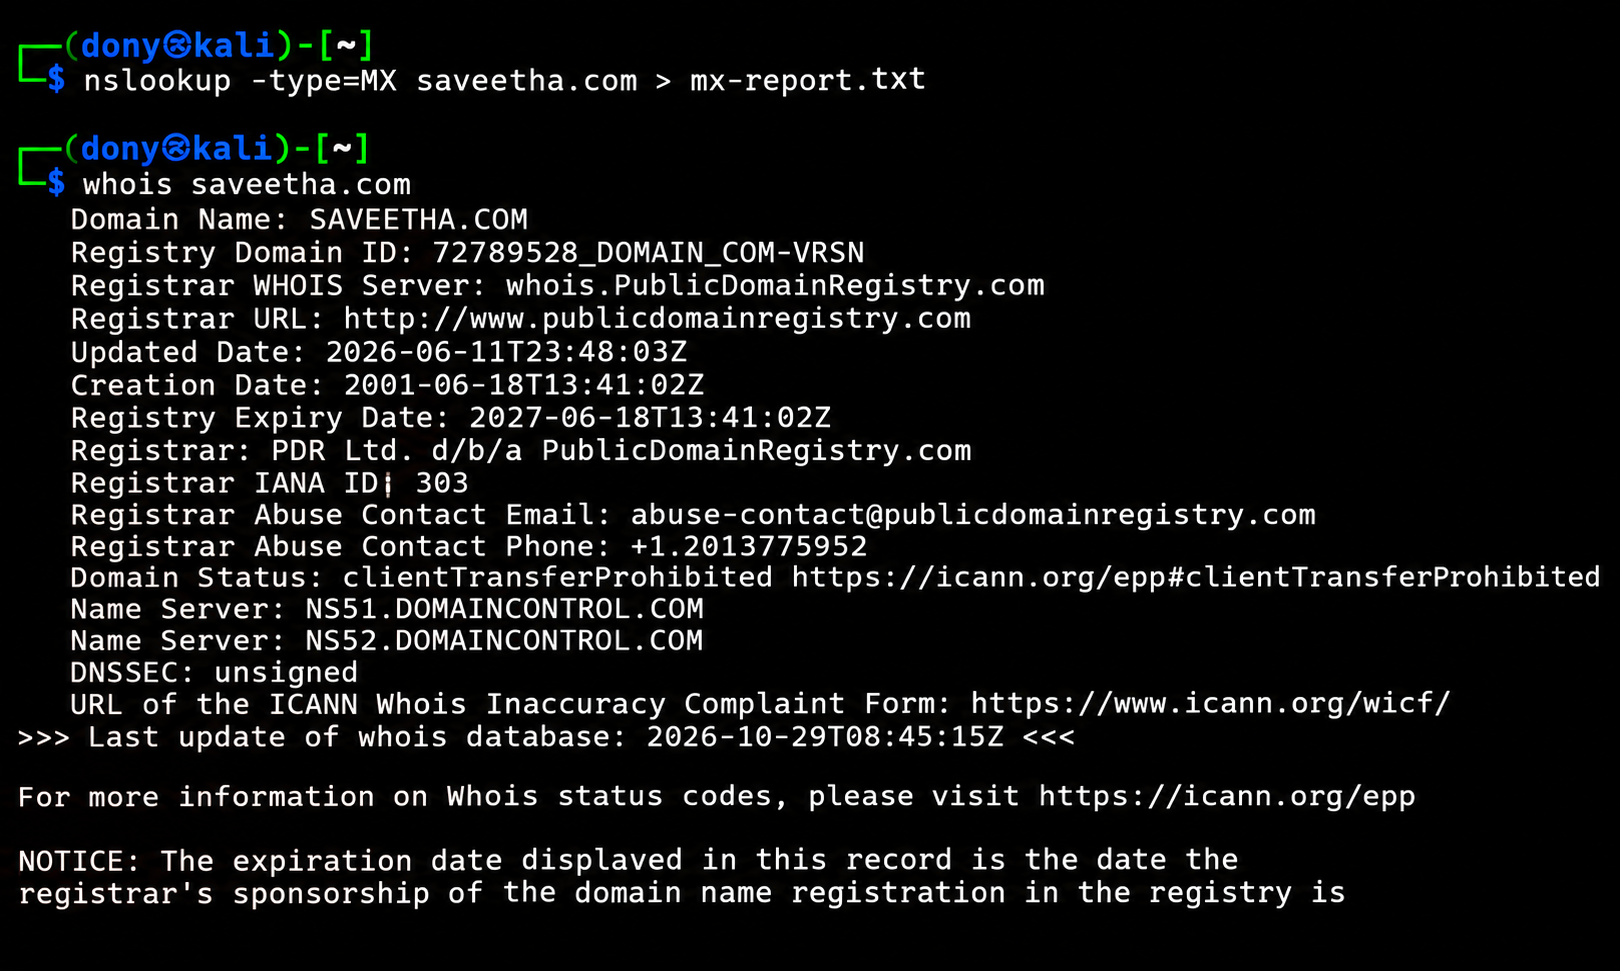 ┌──(dony㉿kali)-[~]
└─$ nslookup -type=MX saveetha.com > mx-report.txt
┌──(dony㉿kali)-[~]
└─$ whois saveetha.com
Domain Name: SAVEETHA.COM
Registry Domain ID: 72789528_DOMAIN_COM-VRSN
Registrar WHOIS Server: whois.PublicDomainRegistry.com
Registrar URL: http://www.publicdomainregistry.com
Updated Date: 2026-06-11T23:48:03Z
Creation Date: 2001-06-18T13:41:02Z
Registry Expiry Date: 2027-06-18T13:41:02Z
Registrar: PDR Ltd. d/b/a PublicDomainRegistry.com
Registrar IANA ID: 303
Registrar Abuse Contact Email: abuse-contact@publicdomainregistry.com
Registrar Abuse Contact Phone: +1.2013775952
Domain Status: clientTransferProhibited https://icann.org/epp#clientTransferProhibited
Name Server: NS51.DOMAINCONTROL.COM
Name Server: NS52.DOMAINCONTROL.COM
DNSSEC: unsigned
URL of the ICANN Whois Inaccuracy Complaint Form: https://www.icann.org/wicf/
>>> Last update of whois database: 2026-10-29T08:45:15Z <<<
For more information on Whois status codes, please visit https://icann.org/epp
NOTICE: The expiration date displayed in this record is the date the
registrar's sponsorship of the domain name registration in the registry is